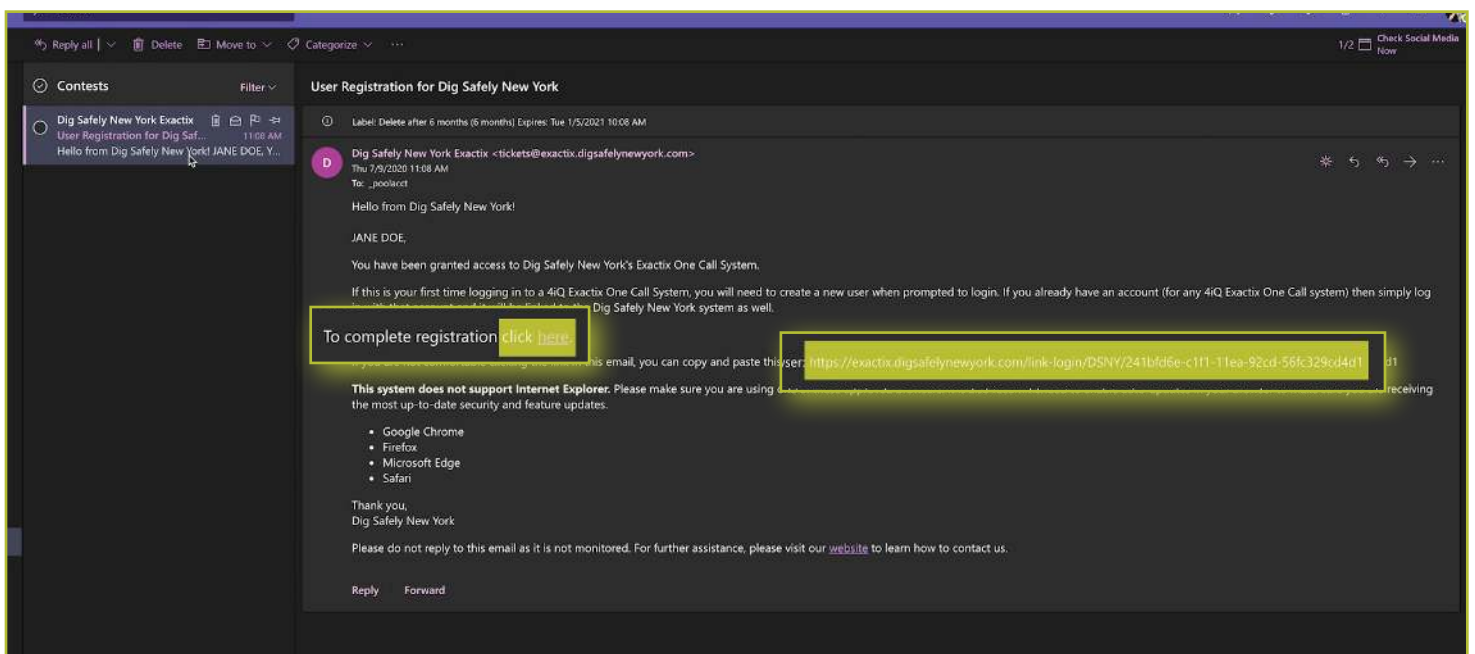 Reply all
Delete
Move to
Categorize
...
1/2
Check Social Media
Now
Contests
Filter
Dig Safely New York Exactix
User Registration for Dig Saf... 11:08 AM
Hello from Dig Safely New York! JANE DOE, Y...
User Registration for Dig Safely New York
Label: Delete after 6 months (6 months) Expires: Tue 1/5/2021 10:08 AM
D
Dig Safely New York Exactix <tickets@exactix.digsafelynewyork.com>
Thu 7/9/2020 11:08 AM
To: _poolacct
Hello from Dig Safely New York!
JANE DOE,
You have been granted access to Dig Safely New York's Exactix One Call System.
If this is your first time logging in to a 4iQ Exactix One Call System, you will need to create a new user when prompted to login. If you already have an account (for any 4iQ Exactix One Call system) then simply log
Dig Safely New York system as well.
To complete registration click here.
this email, you can copy and paste this
ser: https://exactix.digsafelynewyork.com/link-login/DSNY/241bfd6e-c1f1-11ea-92cd-56fc329cd4d1
d1
This system does not support Internet Explorer. Please make sure you are using
receiving
the most up-to-date security and feature updates.
• Google Chrome
• Firefox
• Microsoft Edge
• Safari
Thank you,
Dig Safely New York
Please do not reply to this email as it is not monitored. For further assistance, please visit our website to learn how to contact us.
Reply Forward